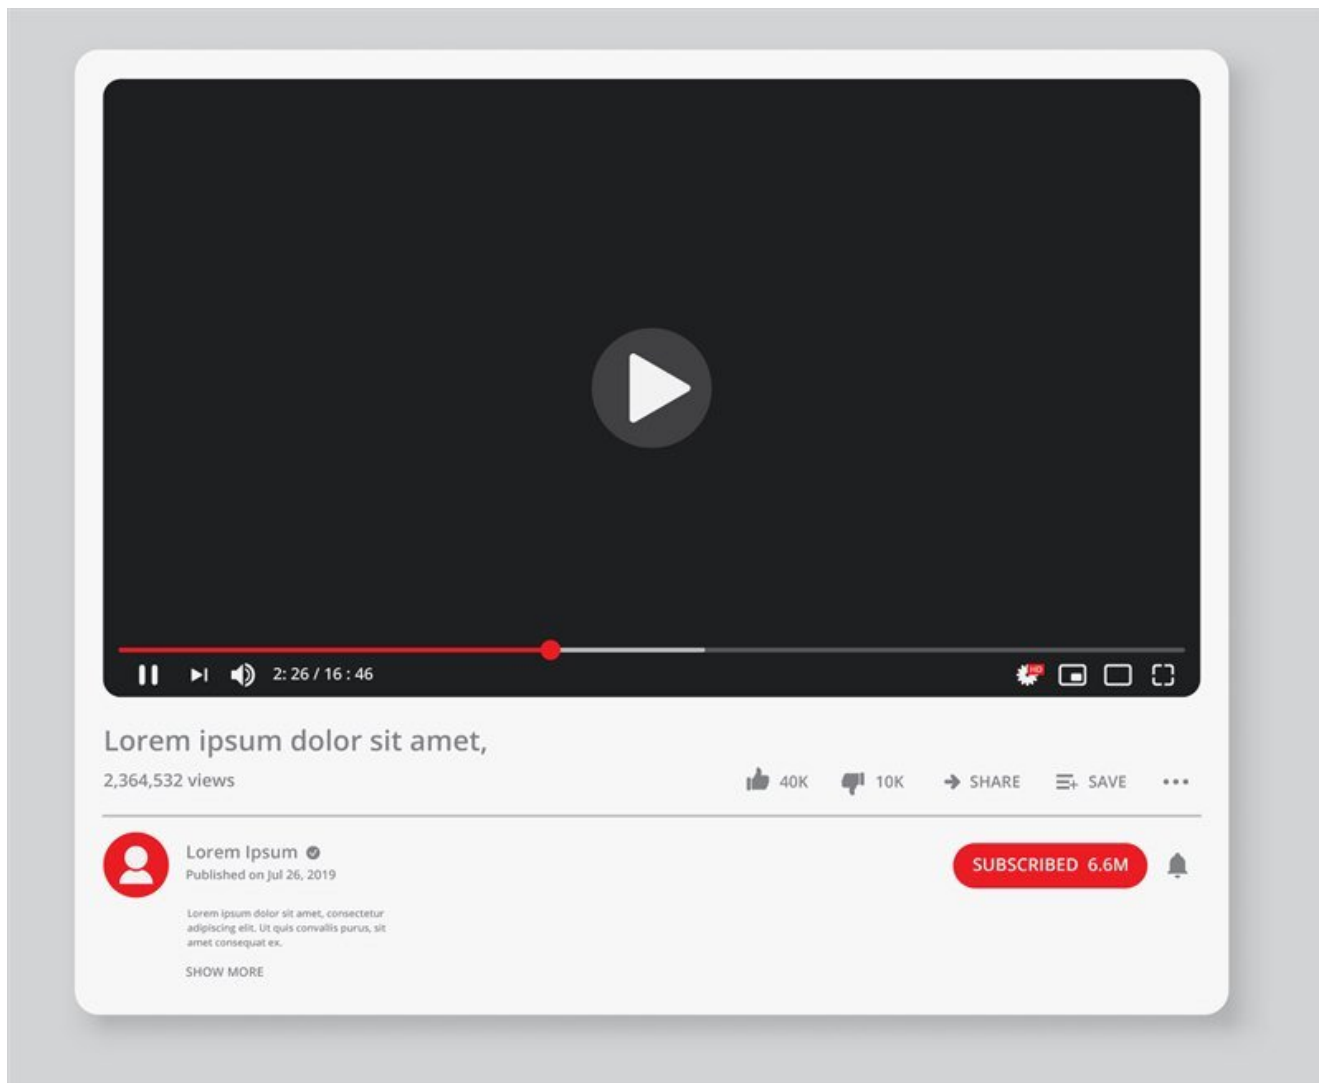 2: 26 / 16 : 46
HD
Lorem ipsum dolor sit amet,
2,364,532 views
40K
10K
SHARE
SAVE
Lorem Ipsum
Published on Jul 26, 2019
SUBSCRIBED 6.6M
Lorem ipsum dolor sit amet, consectetur
adipiscing elit. Ut quis convallis purus, sit
amet consequat ex.
SHOW MORE